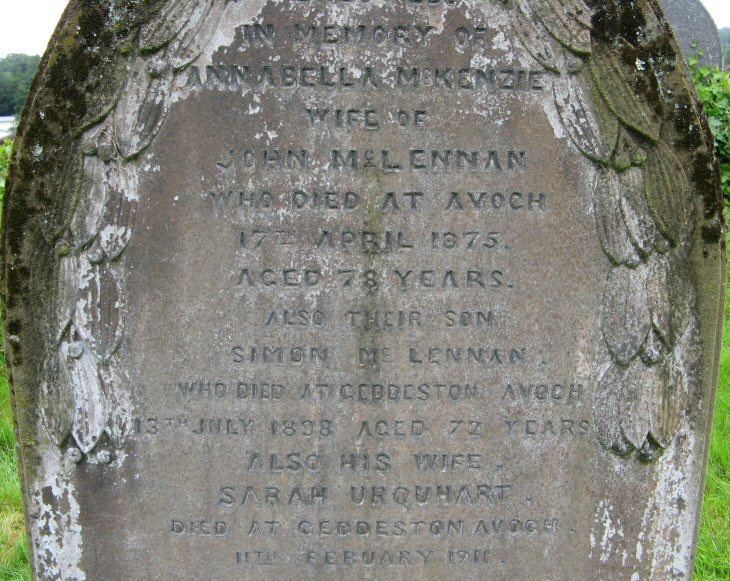 IN MEMORY OF
ANNABELLA McKENZIE
WIFE OF
JOHN McLENNAN
WHO DIED AT AVOCH
17TH APRIL 1875.
AGED 78 YEARS.
ALSO THEIR SON
SIMON McLENNAN.
WHO DIED AT GEDDESTON AVOCH
13TH JULY 1898 AGED 72 YEARS
ALSO HIS WIFE.
SARAH URQUHART.
DIED AT GEDDESTON AVOCH.
11TH FEBUARY 1911.